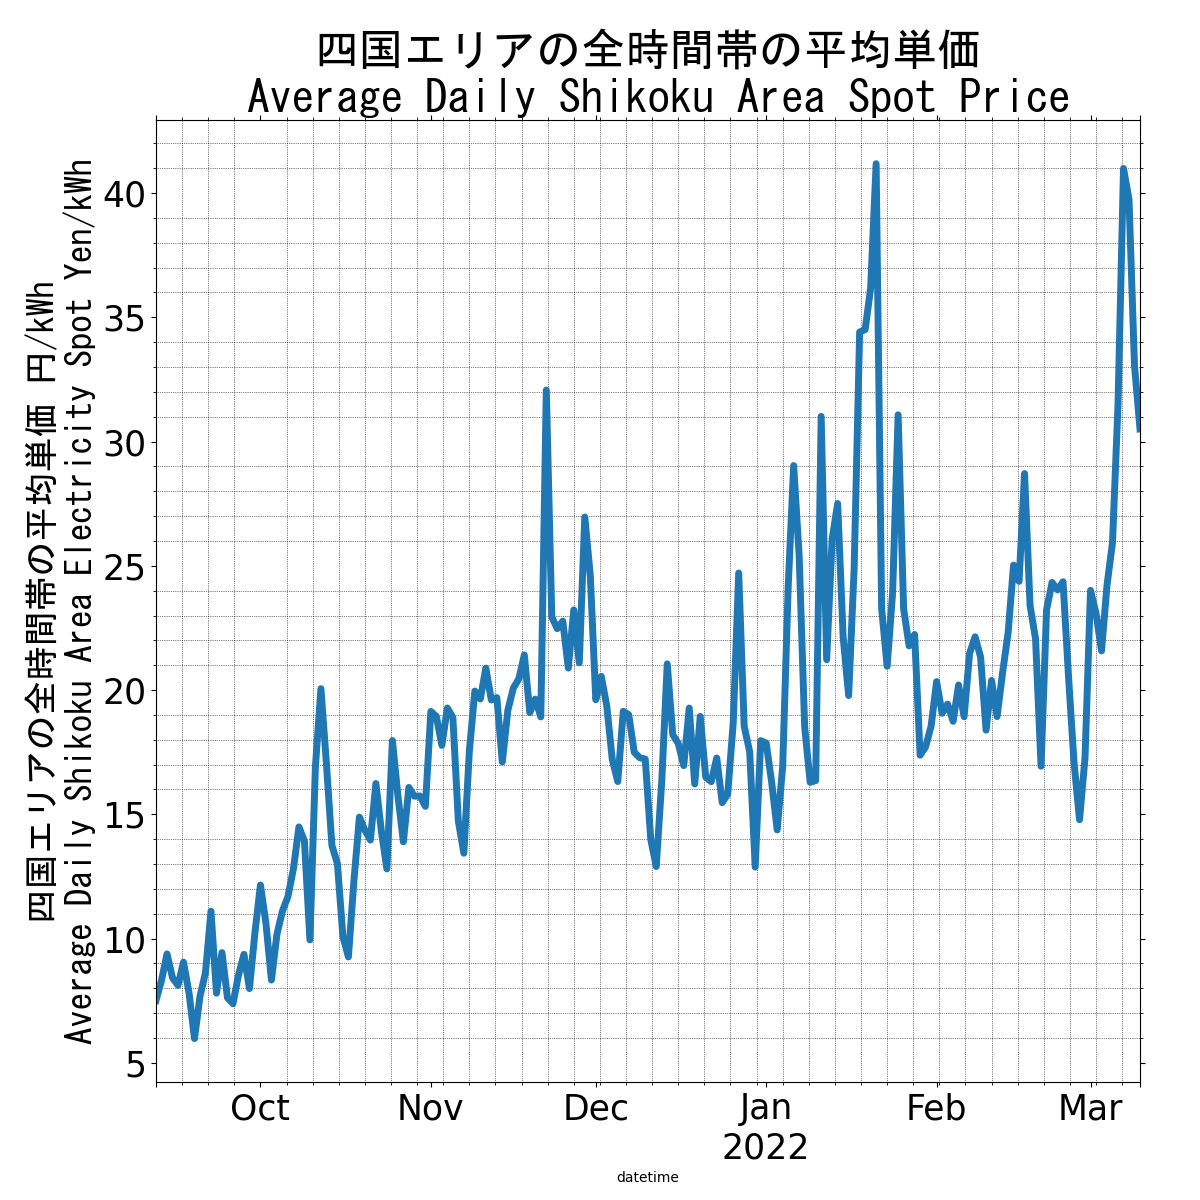 四国エリアの全時間帯の平均単価
Average Daily Shikoku Area Spot Price
四国エリアの全時間帯の平均単価 円/kWh
Average Daily Shikoku Area Electricity Spot Yen/kWh
40
35
30
25
20
15
10
5
Oct
Nov
Dec
Jan
2022
Feb
Mar
datetime